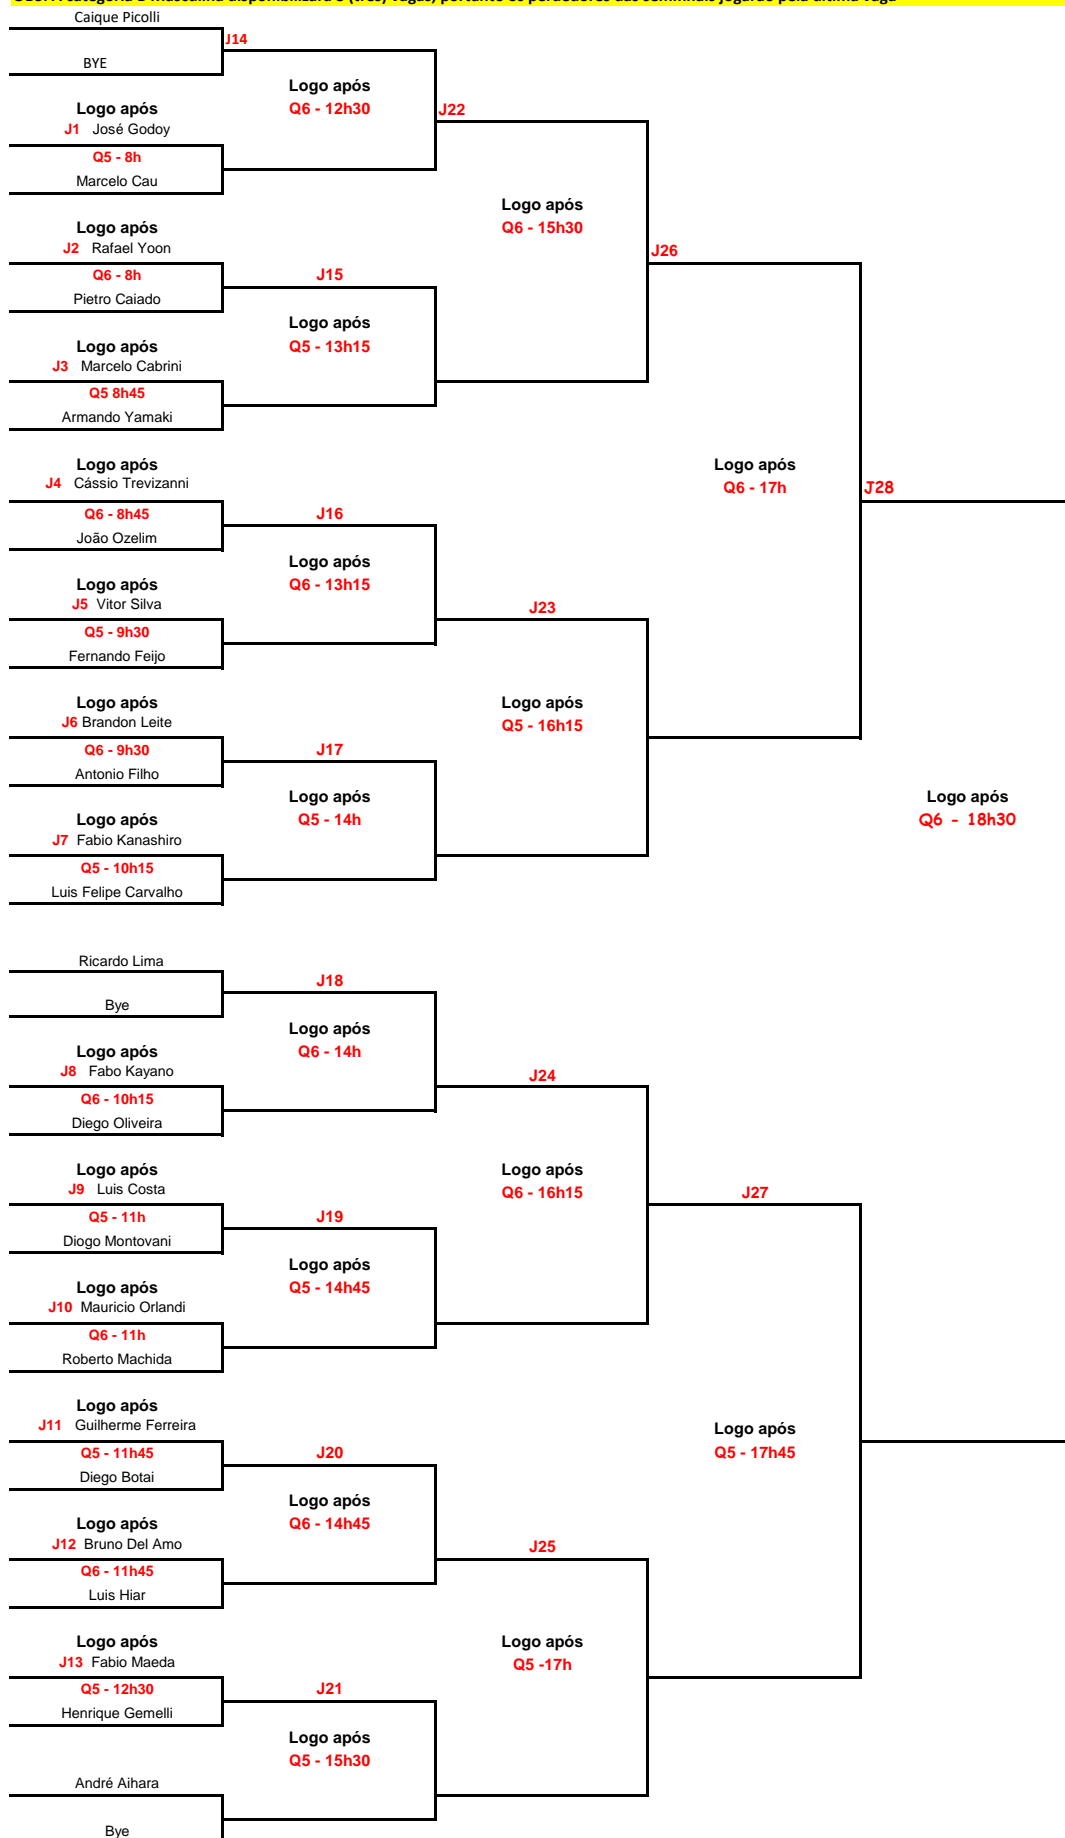 Caique Picolli
J14
BYE
Logo após
Q6 - 12h30
Logo após
J22
J1 José Godoy
Q5 - 8h
Marcelo Cau
Logo após
Q6 - 15h30
Logo após
J2 Rafael Yoon
J26
Q6 - 8h
J15
Pietro Caiado
Logo após
Q5 - 13h15
Logo após
J3 Marcelo Cabrini
Q5 8h45
Armando Yamaki
Logo após
Logo após
J4 Cássio Trevizanni
Q6 - 17h
J28
Q6 - 8h45
J16
João Ozelim
Logo após
Q6 - 13h15
Logo após
J5 Vitor Silva
J23
Q5 - 9h30
Fernando Feijo
Logo após
Logo após
J6 Brandon Leite
Q5 - 16h15
Q6 - 9h30
J17
Antonio Filho
Logo após
Logo após
Q5 - 14h
Q6 - 18h30
Logo após
J7 Fabio Kanashiro
Q5 - 10h15
Luis Felipe Carvalho
Ricardo Lima
J18
Bye
Logo após
Q6 - 14h
Logo após
J8 Fabo Kayano
J24
Q6 - 10h15
Diego Oliveira
Logo após
Logo após
J9 Luis Costa
Q6 - 16h15
J27
Q5 - 11h
J19
Diogo Montovani
Logo após
Q5 - 14h45
Logo após
J10 Mauricio Orlandi
Q6 - 11h
Roberto Machida
Logo após
J11 Guilherme Ferreira
Logo após
Q5 - 17h45
Q5 - 11h45
J20
Diego Botai
Logo após
Q6 - 14h45
Logo após
J12 Bruno Del Amo
J25
Q6 - 11h45
Luis Hiar
Logo após
Logo após
J13 Fabio Maeda
Q5 -17h
Q5 - 12h30
J21
Henrique Gemelli
Logo após
Q5 - 15h30
André Aihara
Bye